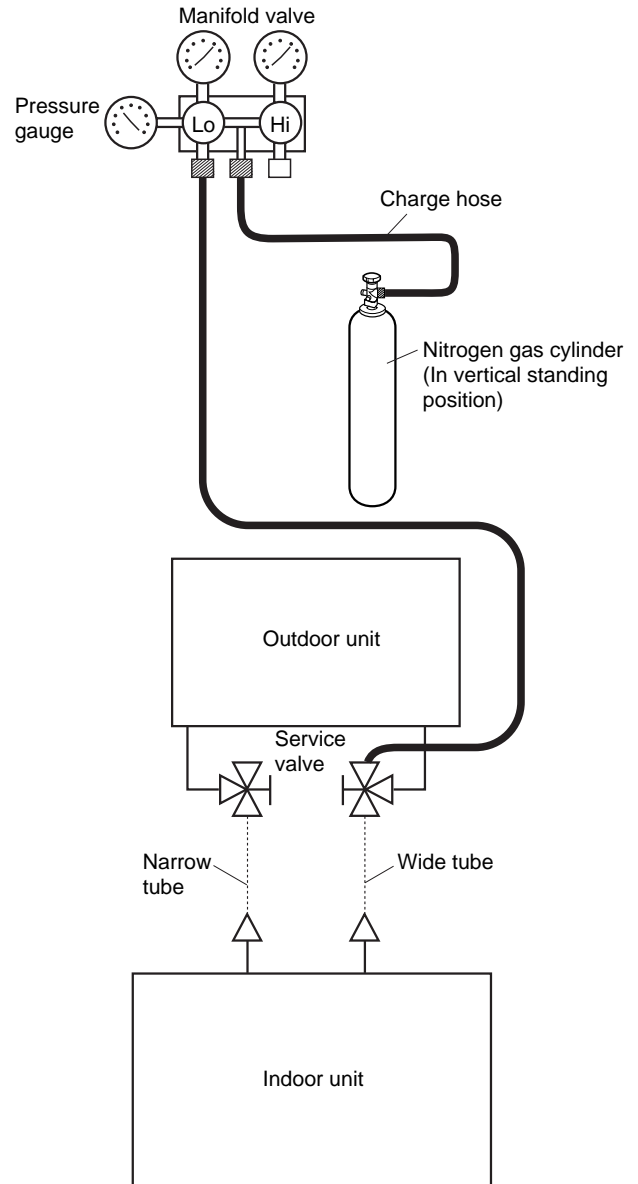 Manifold valve
Pressure
gauge
Lo
Hi
Charge hose
Nitrogen gas cylinder
(In vertical standing
position)
Outdoor unit
Service
valve
Narrow
tube
Wide tube
Indoor unit